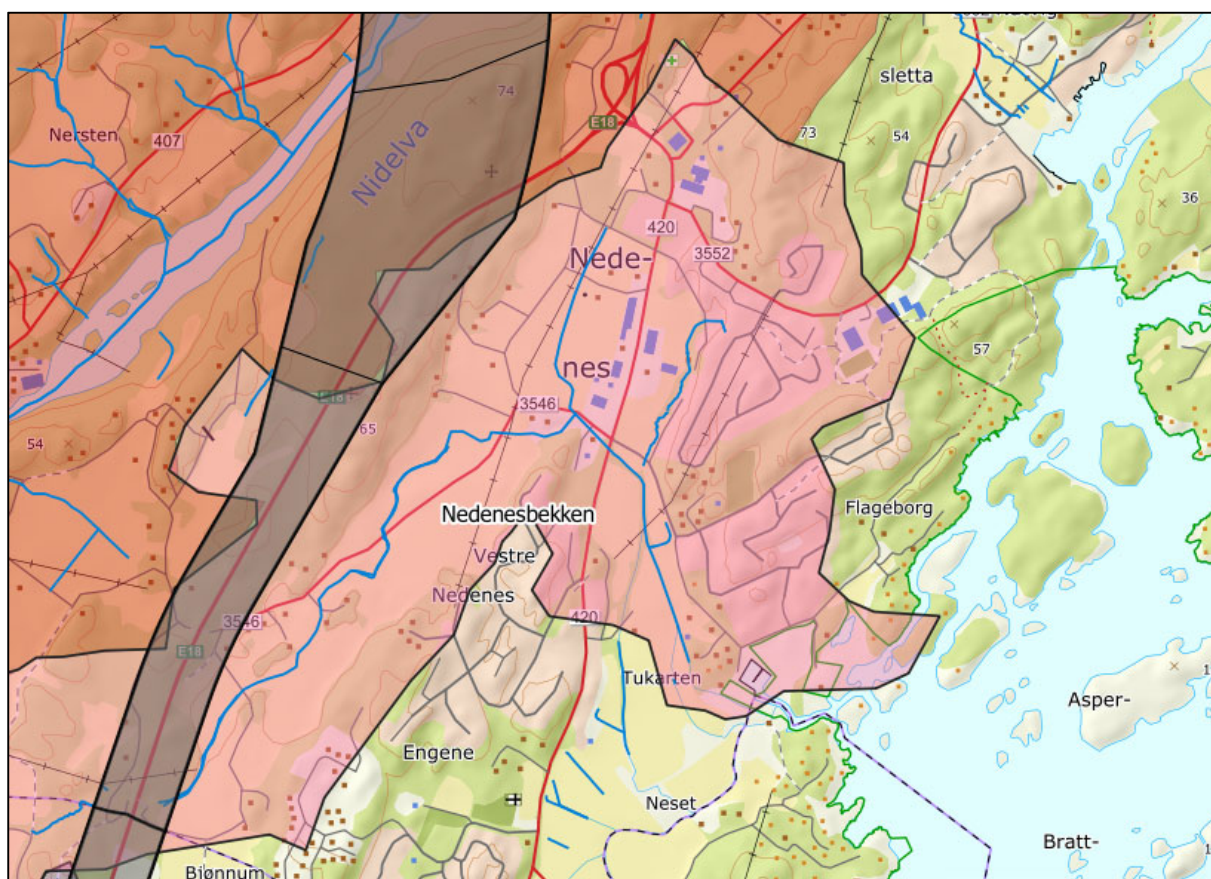 sletta
74
Nersten
407
E18
73
54
Nidelva
36
420
3552
Nede-
57
nes
3546
E18
65
54
Flageborg
Nedenesbekken
Vestre
Nedenes
420
3546
E18
Tukarten
Asper-
Engene
Neset
Bratt-
Bjønnum